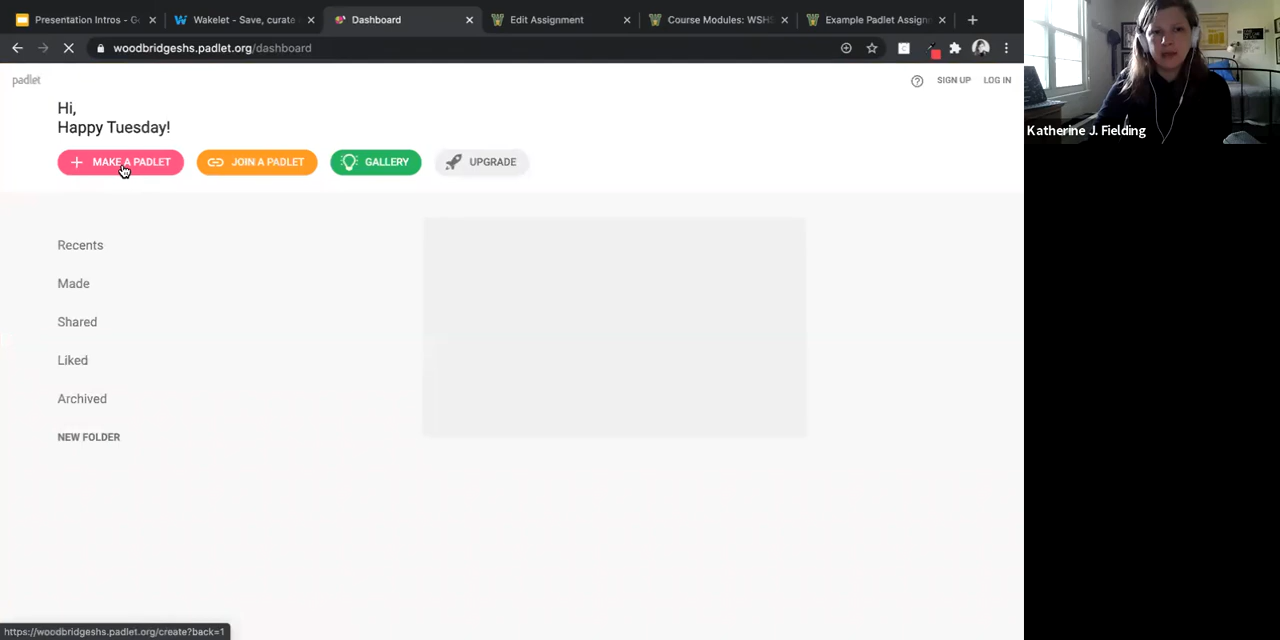 Presentation Intros - G
Wakelet - Save, curate
Dashboard
Edit Assignment
Course Modules: WSHS
Example Padlet Assign
woodbridgeshs.padlet.org/dashboard
padlet
SIGN UP
LOG IN
Hi,
Happy Tuesday!
MAKE A PADLET
JOIN A PADLET
GALLERY
UPGRADE
Recents
Made
Shared
Liked
Archived
NEW FOLDER
https://woodbridgeshs.padlet.org/create?back=1
Katherine J. Fielding